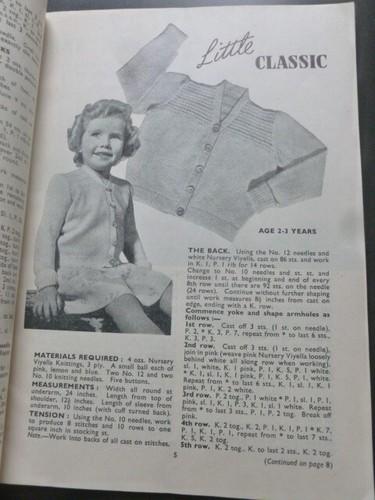 Little
CLASSIC
AGE 2-3 YEARS
THE BACK. Using the No. 12 needles and
white Nursery Viyella, cast on 86 sts. and work
in K. 1, P. 1 rib for 14 rows.
Change to No. 10 needles and st. st. and
increase 1 st. at beginning and end of every
8th row until there are 92 sts. on the needle
(24 rows). Continue without further shaping
until work measures 8½ inches from cast on
edge, ending with a K. row.
Commence yoke and shape armholes as
follows :
1st row. Cast off 3 sts. (1 st. on needle),
P. 2, * K. 3, P. 7, repeat from * to last 6 sts.,
K. 3, P. 3.
2nd row. Cast off 3 sts. (1 st. on needle),
join in pink (weave pink Nursery Viyella loosely
behind white all along row when working),
sl. 1, white, K. 1 pink, P. 1, K. 5, P. 1 white.
* K. 1, sl. 1, K. 1 pink, P. 1, K. 5, P. 1 white.
Repeat from * to last 6 sts., K. 1, sl. 1, K. 1
pink, P. 1, K. 2 white.
3rd row. P. 2 tog., P. 1 white * P. 1, sl. 1, P. 1,
pink, sl. 1, K. 1, P. 3, K. 1, sl. 1 white. Repeat
from * to last 3 sts., P. 1, P. 2 tog. Break off
pink.
4th row. K. 2 tog., K. 2, P. 1, K. 1, P. 1 * K. 7,
P. 1, K. 1, P. 1, repeat from * to last 7 sts.,
K. 5, K. 2 tog.
5th row. K. 2 tog., K. to last 2 sts., K. 2 tog.
(Continued on page 8)
MATERIALS REQUIRED : 4 ozs. Nursery
Viyella Knittings, 3 ply. A small ball each of
pink, lemon and blue. Two No. 12 and two
No. 10 knitting needles. Five buttons.
MEASUREMENTS : Width all round at
underarm, 24 inches. Length from top of
shoulder, 12½ inches. Length of sleeve from
underarm, 10 inches (with cuff turned back).
TENSION : Using the No. 10 needles, work
to produce 8 stitches and 10 rows to one
square inch in stocking st.
Note.—Work into backs of all cast on stitches.
5